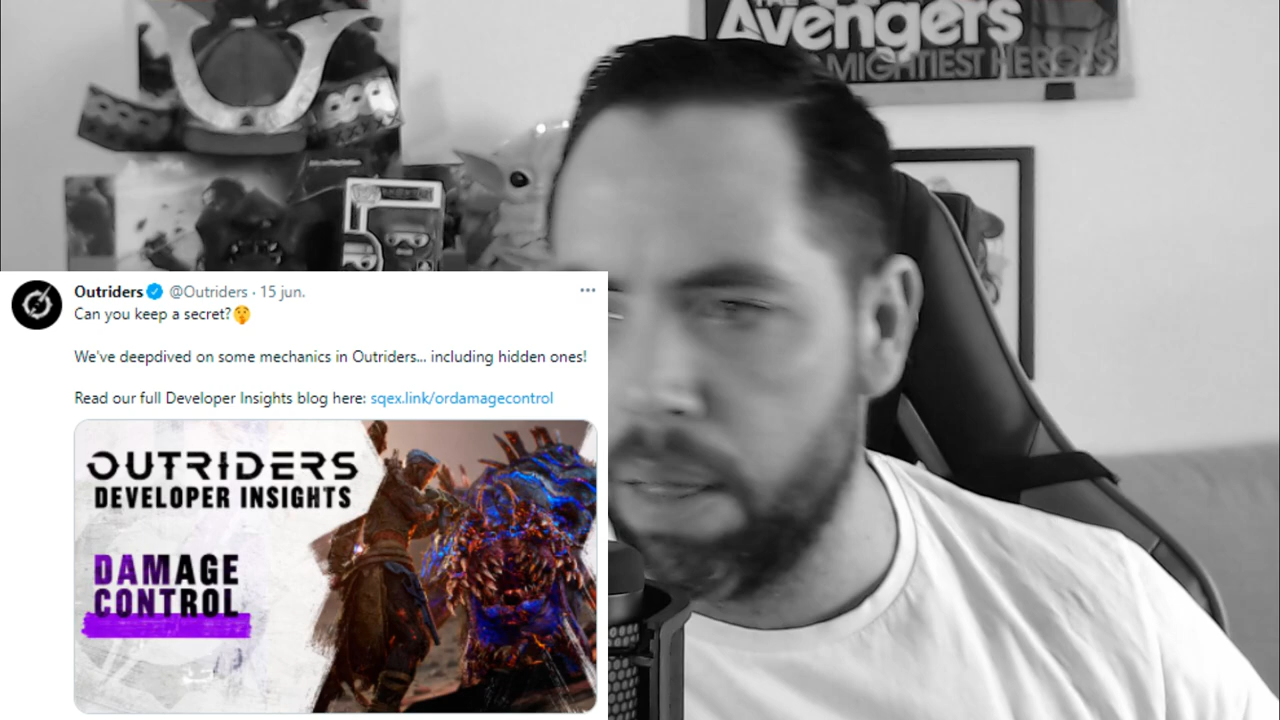 Avengers
MIGHTIEST HEROES
Outriders @Outriders · 15 jun.
Can you keep a secret?🤫
We've deepdived on some mechanics in Outriders... including hidden ones!
Read our full Developer Insights blog here: sqex.link/ordamagecontrol
OUTRIDERS
DEVELOPER INSIGHTS
DAMAGE
CONTROL